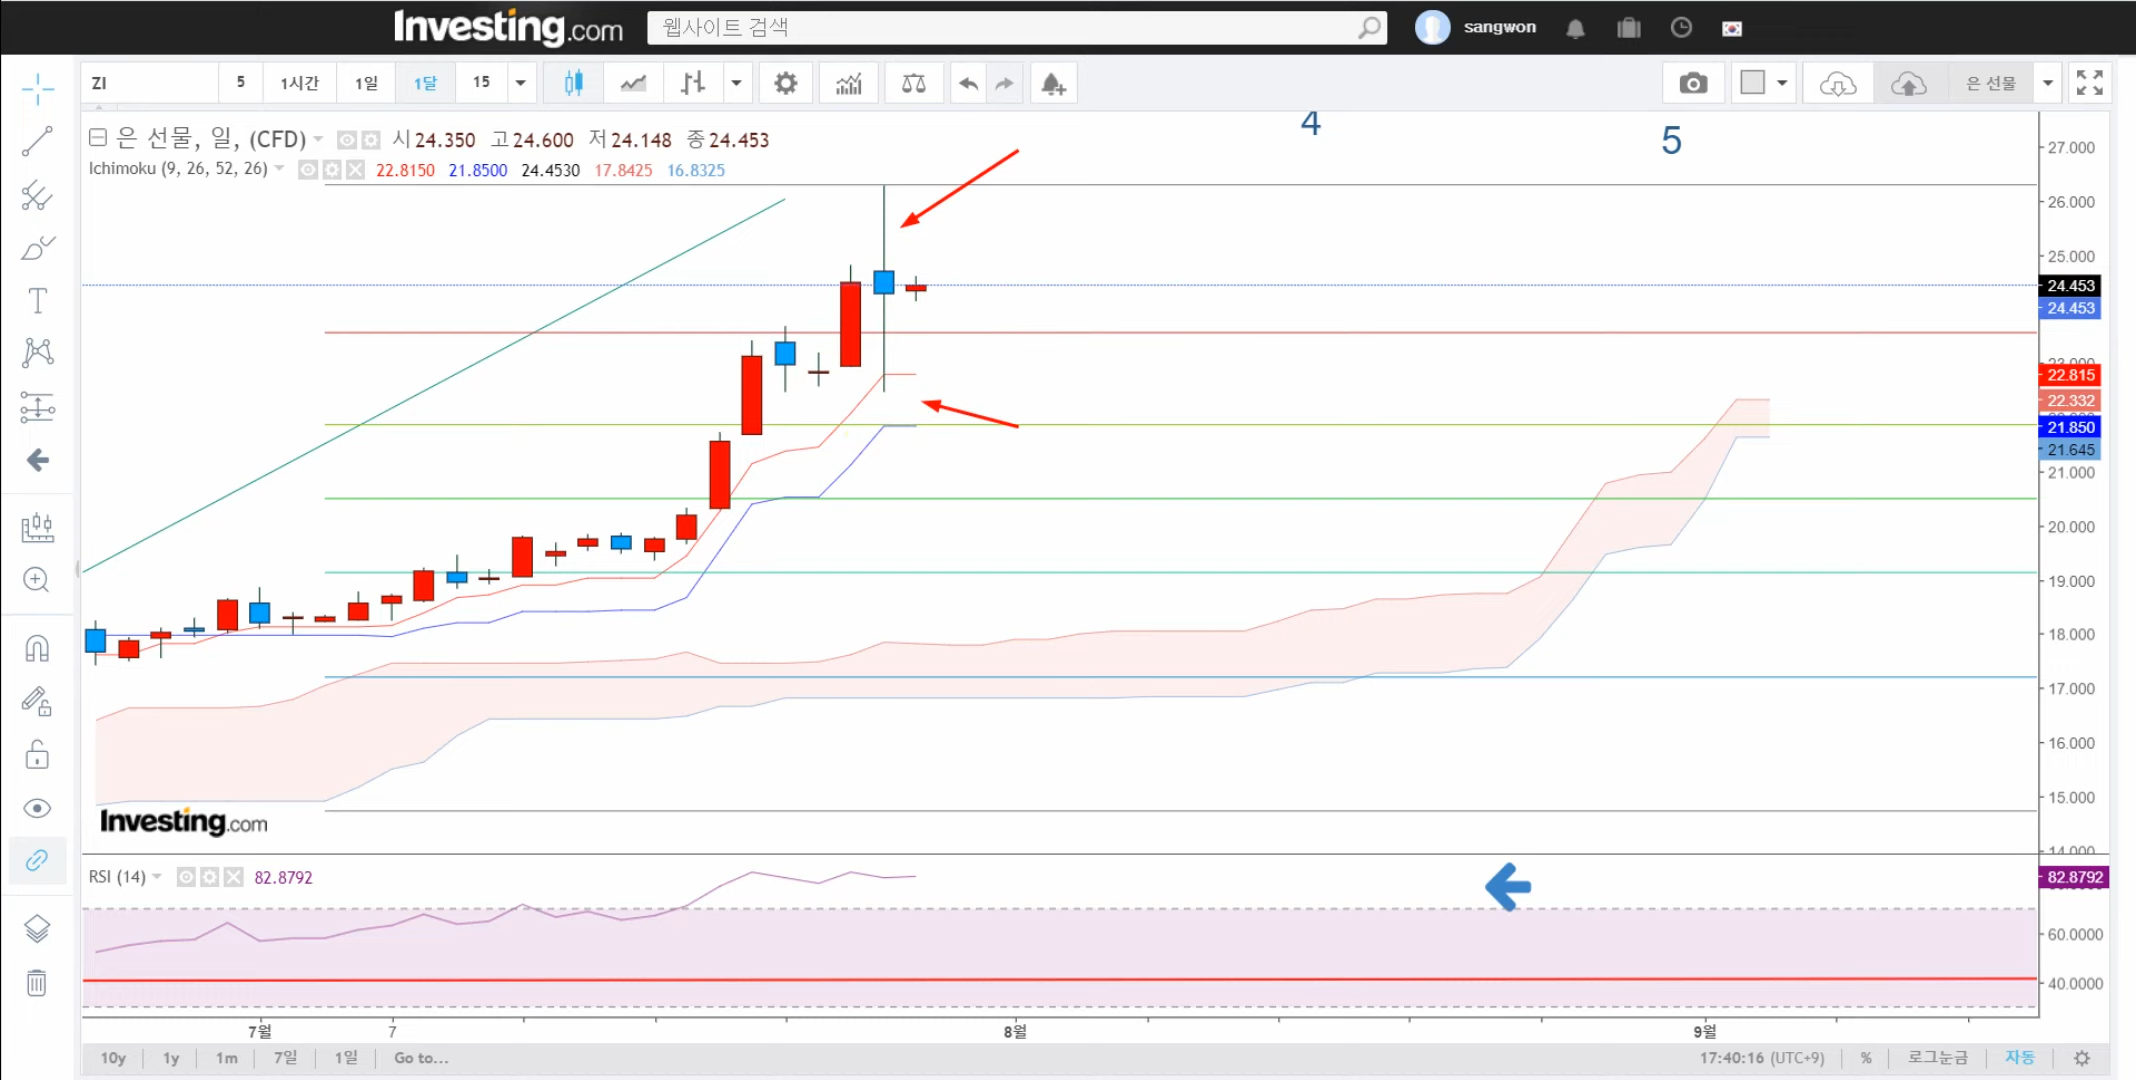 Investing.com 웹사이트 검색 sangwon
ZI 5 1시간 1일 1달 15 은 선물
4 5
은 선물, 일, (CFD) 시 24.350 고 24.600 저 24.148 종 24.453
Ichimoku (9, 26, 52, 26) 22.8150 21.8500 24.4530 17.8425 16.8325
27.000
26.000
25.000
24.453
24.453
23.000
22.815
22.332
21.850
21.645
21.000
20.000
19.000
18.000
17.000
16.000
15.000
Investing.com
14.000
RSI (14) 82.8792
82.8792
60.0000
40.0000
7월 7 8월 9월
10y 1y 1m 7일 1일 Go to... 17:40:16 (UTC+9) % 로그눈금 자동